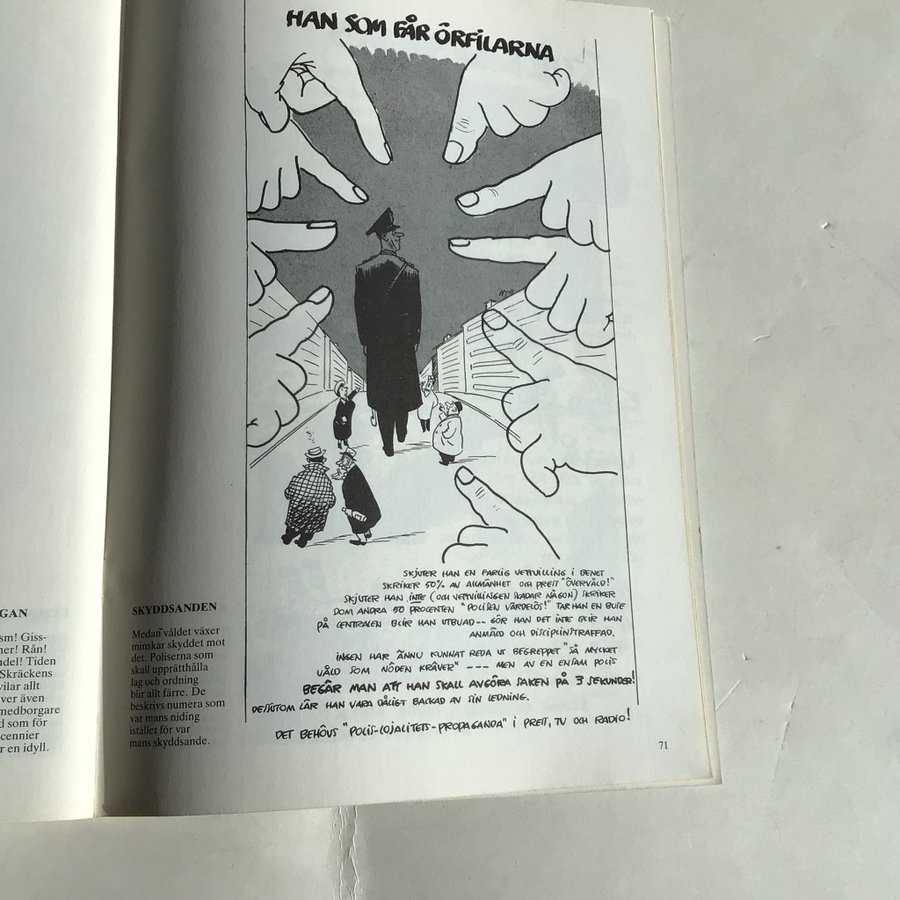 GAN
sm! Giss-
ner! Rån!
ndel! Tiden
Skräckens
vilar allt
ver även
medborgare
d som för
cennier
r en idyll.
SKYDDSANDEN
Medan våldet växer
minskar skyddet mot
det. Poliserna som
skall upprätthålla
lag och ordning
blir allt färre. De
beskrivs numera som
var mans niding
istället för var
mans skyddsande.
HAN SOM FÅR ÖRFILARNA
SKJUTER HAN EN FARLIG VETTVILLING I BENET
SKRIKER 50% AV ALLMÄNHET OCH PRESS "ÖVERVÅLD!"
SKJUTER HAN INTE (OCH VETTVILLINGEN SKADAR NÅGON) SKRIKER
DOM ANDRA 50 PROCENTEN "POLISEN VÄRDELÖS!" TAR HAN EN BUSE
PÅ CENTRALEN BLIR HAN UTBUAD -- GÖR HAN DET INTE BLIR HAN
ANMÄLD OCH DISCIPLINSTRAFFAD.
INGEN HAR ÄNNU KUNNAT REDA UT BEGREPPET "SÅ MYCKET
VÅLD SOM NÖDEN KRÄVER" --- MEN AV EN ENSAM POLIS
BEGÄR MAN ATT HAN SKALL AVGÖRA SAKEN PÅ 3 SEKUNDER!
DESSUTOM LÄR HAN VARA DÅLIGT BACKAD AV SIN LEDNING.
DET BEHÖVS "POLIS-LOJALITETS-PROPAGANDA" I PRESS, TV OCH RADIO!
71